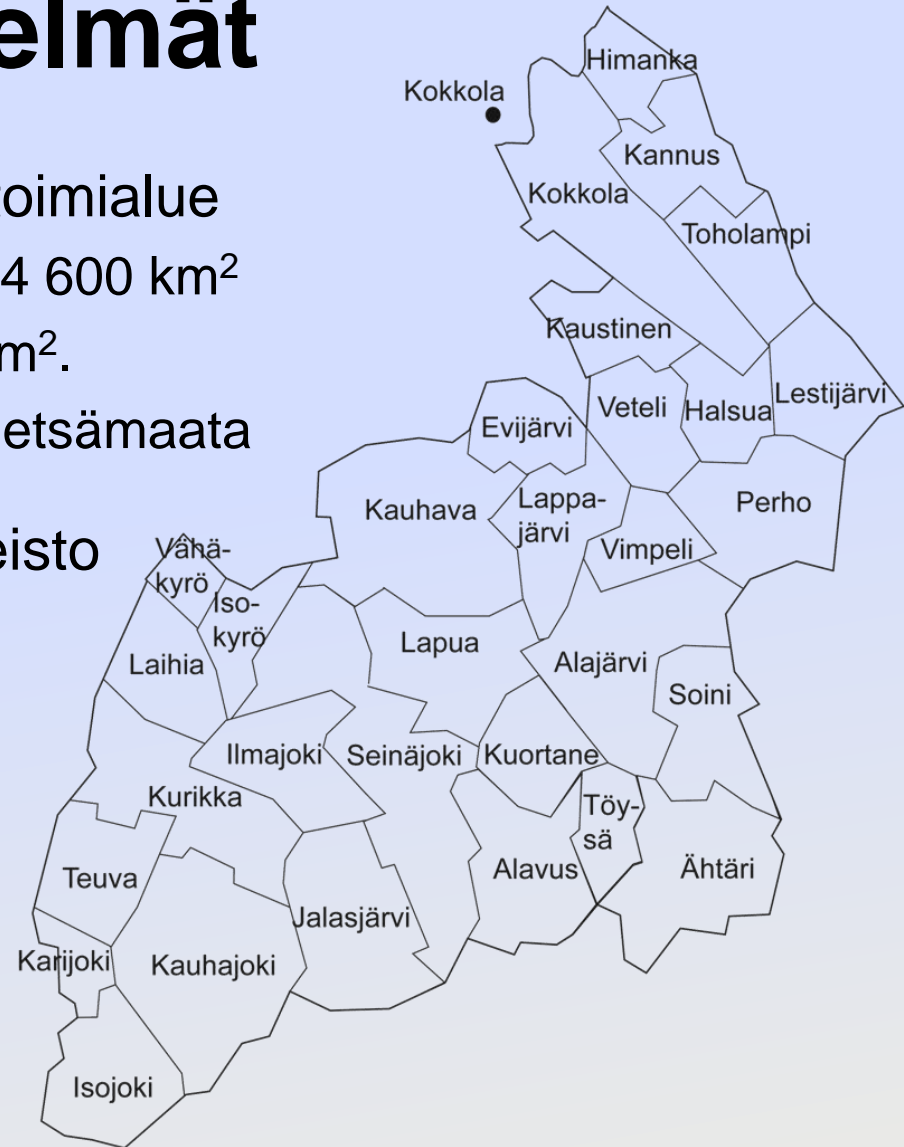 elmät
toimialue
4 600 km²
m².
etsämaata
eisto
Himanka
Kokkola
Kannus
Kokkola
Toholampi
Kaustinen
Lestijärvi
Veteli
Halsua
Evijärvi
Kauhava
Lappa-
järvi
Perho
Vimpeli
Vähä-
kyrö
Iso-
kyrö
Laihia
Lapua
Alajärvi
Soini
Ilmajoki
Seinäjoki
Kuortane
Kurikka
Töy-
sä
Teuva
Alavus
Ähtäri
Jalasjärvi
Karijoki
Kauhajoki
Isojoki